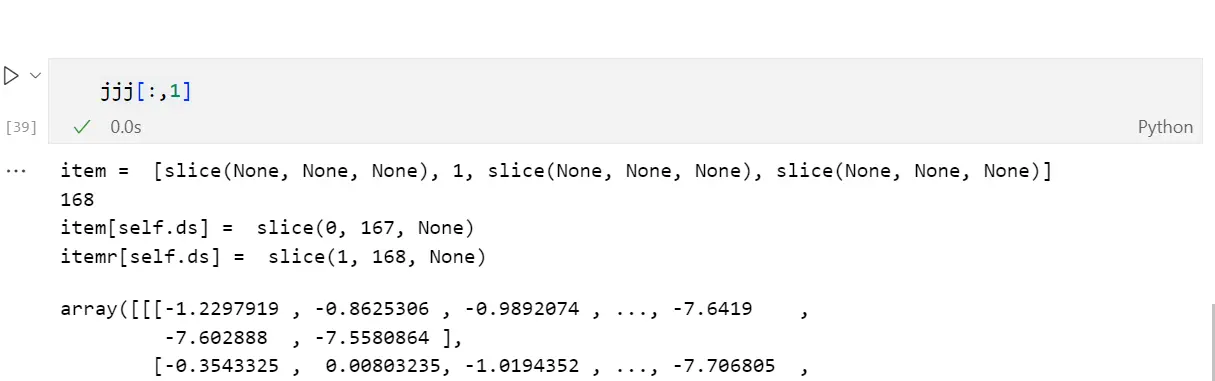 jjj[:,1]
[39] 0.0s Python
item =  [slice(None, None, None), 1, slice(None, None, None), slice(None, None, None)]
168
item[self.ds] =  slice(0, 167, None)
itemr[self.ds] =  slice(1, 168, None)
array([[[-1.2297919 , -0.8625306 , -0.9892074 , ..., -7.6419    ,
         -7.602888  , -7.5580864 ],
        [-0.3543325 ,  0.00803235, -1.0194352 , ..., -7.706805  ,